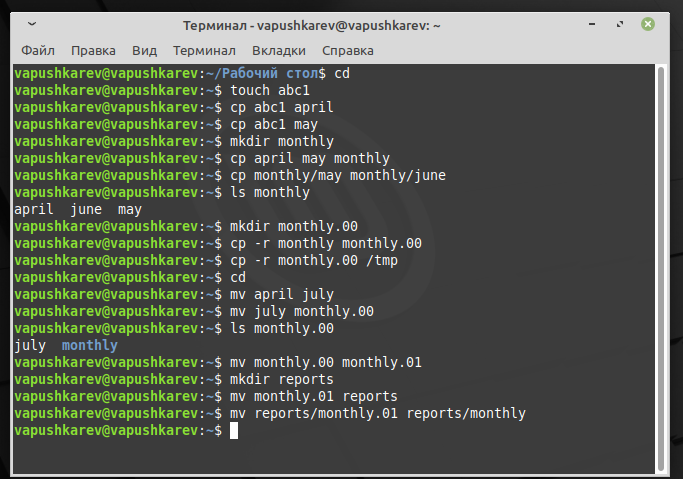 Терминал - vapushkarev@vapushkarev: ~
Файл Правка Вид Терминал Вкладки Справка
vapushkarev@vapushkarev:~/Рабочий стол$ cd
vapushkarev@vapushkarev:~$ touch abc1
vapushkarev@vapushkarev:~$ cp abc1 april
vapushkarev@vapushkarev:~$ cp abc1 may
vapushkarev@vapushkarev:~$ mkdir monthly
vapushkarev@vapushkarev:~$ cp april may monthly
vapushkarev@vapushkarev:~$ cp monthly/may monthly/june
vapushkarev@vapushkarev:~$ ls monthly
april  june  may
vapushkarev@vapushkarev:~$ mkdir monthly.00
vapushkarev@vapushkarev:~$ cp -r monthly monthly.00
vapushkarev@vapushkarev:~$ cp -r monthly.00 /tmp
vapushkarev@vapushkarev:~$ cd
vapushkarev@vapushkarev:~$ mv april july
vapushkarev@vapushkarev:~$ mv july monthly.00
vapushkarev@vapushkarev:~$ ls monthly.00
july  monthly
vapushkarev@vapushkarev:~$ mv monthly.00 monthly.01
vapushkarev@vapushkarev:~$ mkdir reports
vapushkarev@vapushkarev:~$ mv monthly.01 reports
vapushkarev@vapushkarev:~$ mv reports/monthly.01 reports/monthly
vapushkarev@vapushkarev:~$